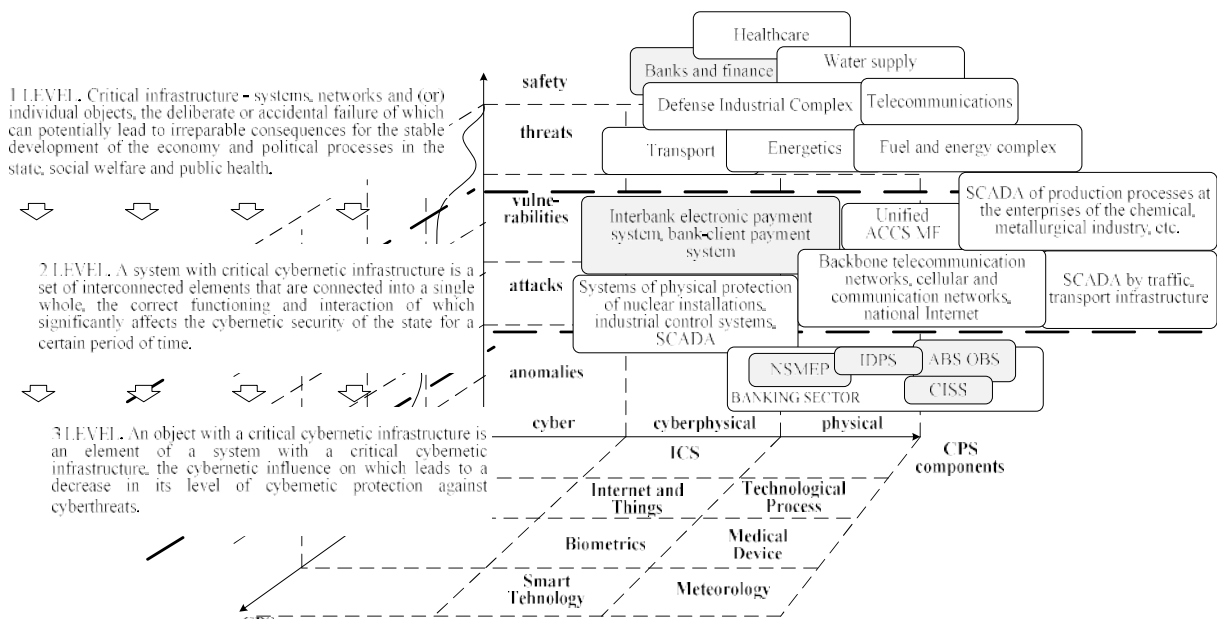 Healthcare
Water supply
Banks and finance
safety
Defense Industrial Complex
Telecommunications
threats
Transport
Energetics
Fuel and energy complex
1 LEVEL. Critical infrastructure - systems, networks and (or)
individual objects, the deliberate or accidental failure of which
can potentially lead to irreparable consequences for the stable
development of the economy and political processes in the
state, social welfare and public health.
vulne-
rabilities
Interbank electronic payment
system, bank-client payment
system
Unified
ACCS MF
SCADA of production processes at
the enterprises of the chemical,
metallurgical industry, etc.
2 LEVEL. A system with critical cybernetic infrastructure is a
set of interconnected elements that are connected into a single
whole, the correct functioning and interaction of which
significantly affects the cybernetic security of the state for a
certain period of time.
attacks
Systems of physical protection
of nuclear installations,
industrial control systems,
SCADA
Backbone telecommunication
networks, cellular and
communication networks,
national Internet
SCADA by traffic,
transport infrastructure
anomalies
NSMEP
IDPS
ABS OBS
CISS
BANKING SECTOR
3 LEVEL. An object with a critical cybernetic infrastructure is
an element of a system with a critical cybernetic
infrastructure, the cybernetic influence on which leads to a
decrease in its level of cybernetic protection against
cyberthreats.
cyber
cyberphysical
physical
CPS
components
ICS
Internet and
Things
Technological
Process
Biometrics
Medical
Device
Smart
Tehnology
Meteorology